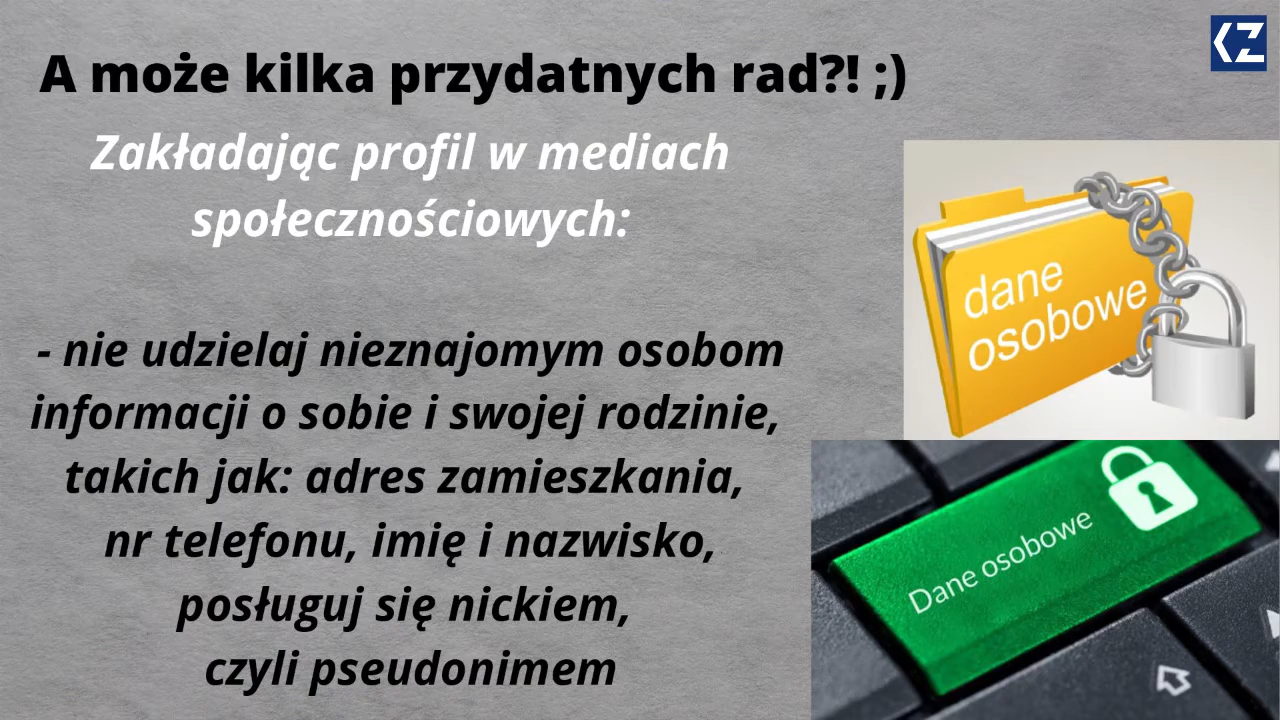 A może kilka przydatnych rad?! ;)
Zakładając profil w mediach
społecznościowych:
- nie udzielaj nieznajomym osobom
informacji o sobie i swojej rodzinie,
takich jak: adres zamieszkania,
nr telefonu, imię i nazwisko,
posługuj się nickiem,
czyli pseudonimem
dane
osobowe
Dane osobowe
KZ